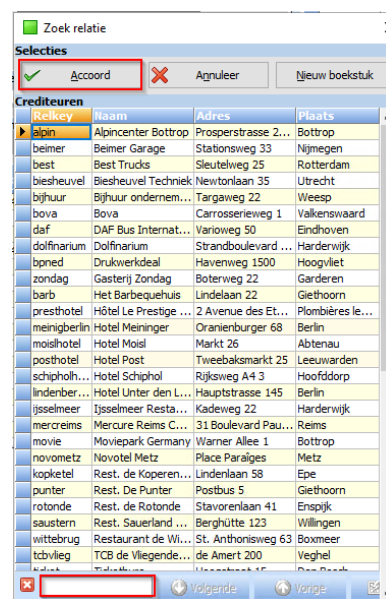 Zoek relatie
Selecties
Accoord Annuleer Nieuw boekstuk
Crediteuren
Relkey Naam Adres Plaats
alpin Alpincenter Bottrop Prosperstrasse 2... Bottrop
beimer Beimer Garage Stationsweg 33 Nijmegen
best Best Trucks Sleutelweg 25 Rotterdam
biesheuvel Biesheuvel Techniek Newtonlaan 35 Utrecht
bijhuur Bijhuur ondernem... Targaweg 22 Weesp
bova Bova Carrosserieweg 1 Valkenswaard
daf DAF Bus Internat... Varioweg 50 Eindhoven
dolfinarium Dolfinarium Strandboulevard ... Harderwijk
bpned Drukwerkdeal Havenweg 1500 Hoogvliet
zondag Gasterij Zondag Boterweg 22 Garderen
barb Het Barbequehuis Lindelaan 22 Giethoorn
presthotel Hôtel Le Prestige ... 2 Avenue des Et... Plombières le...
meinigberlin Hotel Meininger Oranienburger 68 Berlin
moislhotel Hotel Moisl Markt 26 Abtenau
posthotel Hotel Post Tweebaksmarkt 25 Leeuwarden
schipholh... Hotel Schiphol Rijksweg A4 3 Hoofddorp
lindenber... Hotel Unter den L... Hauptstrasse 145 Berlin
ijsselmeer Ijsselmeer Resta... Kadeweg 22 Harderwijk
mercreims Mercure Reims C... 31 Boulevard Pau... Reims
movie Moviepark Germany Warner Allee 1 Bottrop
novometz Novotel Metz Place Paraîges Metz
kopketel Rest. de Koperen... Lindenlaan 58 Epe
punter Rest. De Punter Postbus 5 Giethoorn
rotonde Rest. de Rotonde Stavorenlaan 41 Enspijk
saustern Rest. Sauerland ... Berghütte 123 Willingen
wittebrug Restaurant de Wi... St. Anthonisweg 63 Boxmeer
tcbvlieg TCB de Vliegende... de Amert 200 Veghel
Volgende Vorige